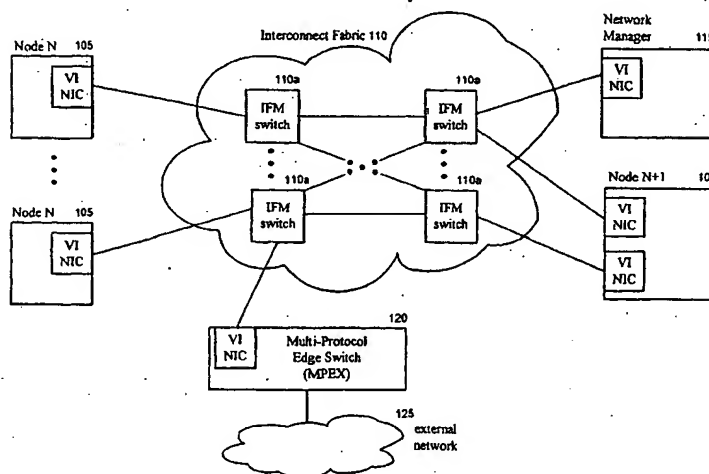 Node N 105
VI
NIC
Interconnect Fabric 110
Network
Manager
VI
NIC
110a
IFM
switch
110a
IFM
switch
110a
IFM
switch
110a
IFM
switch
Node N 105
VI
NIC
Node N+1
VI
NIC
VI
NIC
120
VI
NIC
Multi-Protocol
Edge Switch
(MPEX)
125
external
network